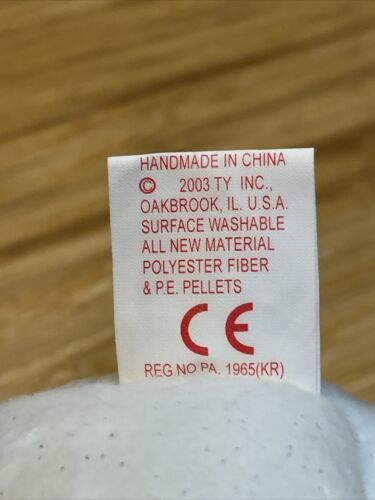 HANDMADE IN CHINA
© 2003 TY INC.,
OAKBROOK, IL. U.S.A.
SURFACE WASHABLE
ALL NEW MATERIAL
POLYESTER FIBER
& P.E. PELLETS
CE
REG NO PA. 1965(KR)